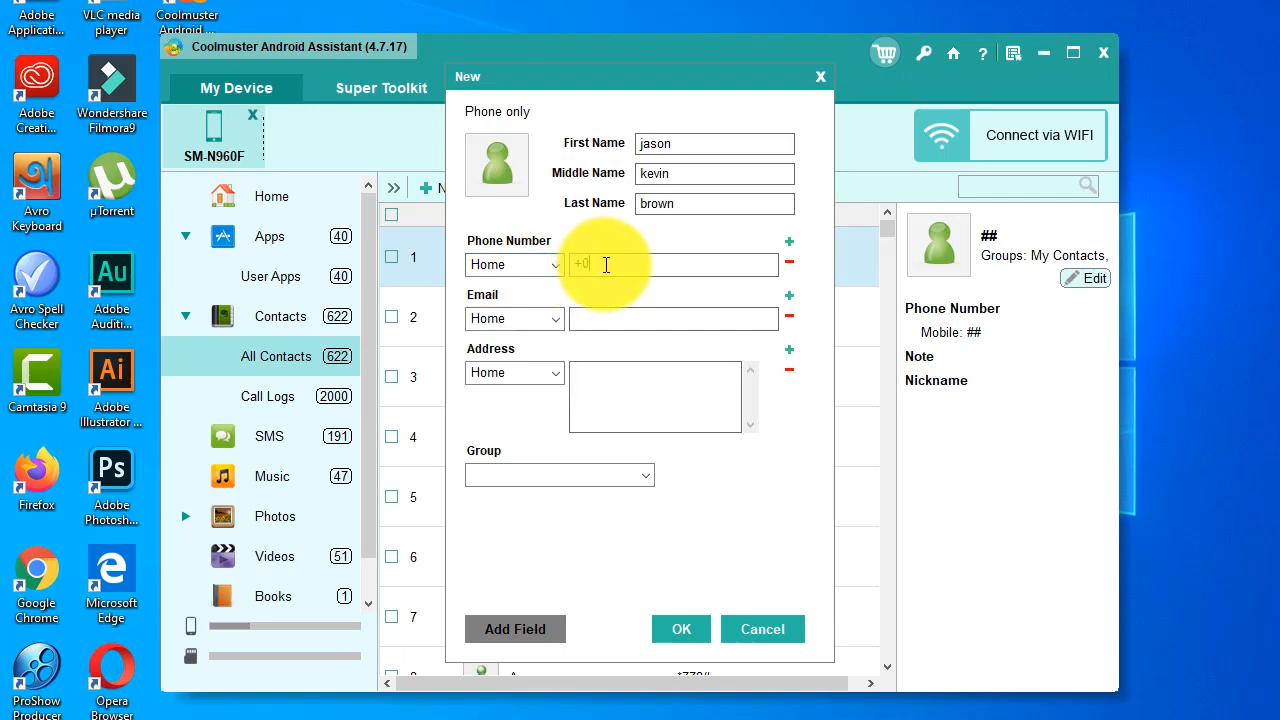 Adobe
Applicati...
VLC media
player
Coolmuster
Android ...
Adobe
Creati...
Wondershare
Filmora9
Avro
Keyboard
µTorrent
Avro Spell
Checker
Adobe
Auditi...
Camtasia 9
Adobe
Illustrator ...
Firefox
Adobe
Photosh...
Google
Chrome
Microsoft
Edge
ProShow
Producer
Opera
Browser
Coolmuster Android Assistant (4.7.17)
My Device
Super Toolkit
SM-N960F
X
Connect via WIFI
Home
Apps 40
User Apps 40
Contacts 622
All Contacts 622
Call Logs 2000
SMS 191
Music 47
Photos
Videos 51
Books 1
1
2
3
4
5
6
7
New
X
Phone only
First Name jason
Middle Name kevin
Last Name brown
Phone Number
Home +0
Email
Home
Address
Home
Group
Add Field
OK
Cancel
##
Groups: My Contacts,
Edit
Phone Number
Mobile: ##
Note
Nickname